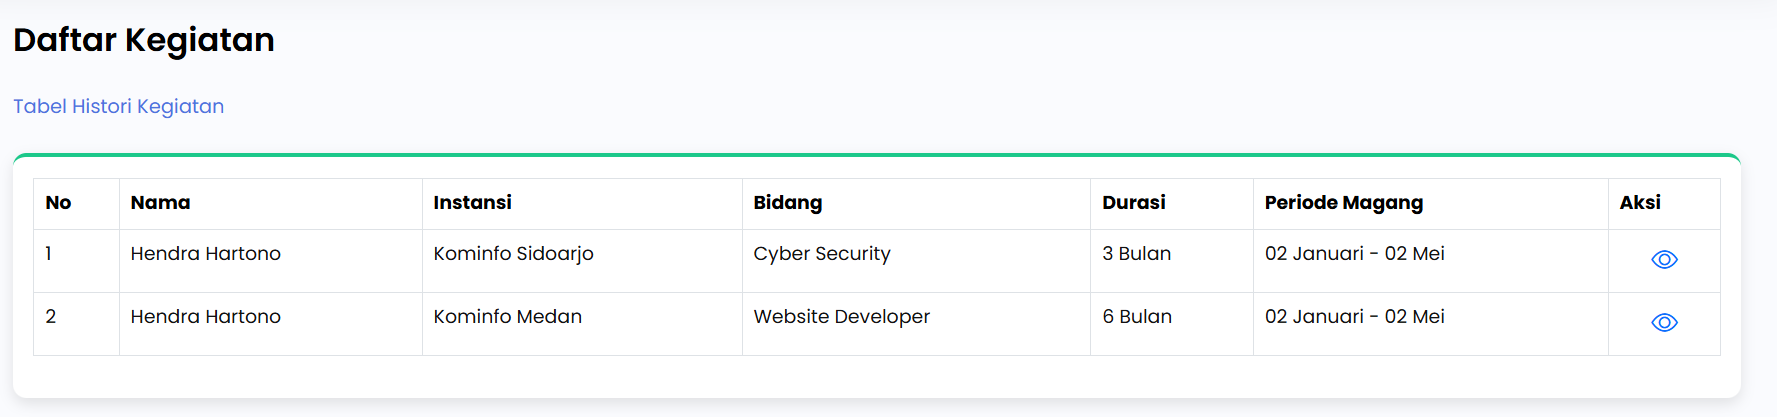 Daftar Kegiatan
Tabel Histori Kegiatan
No Nama Instansi Bidang Durasi Periode Magang Aksi
1 Hendra Hartono Kominfo Sidoarjo Cyber Security 3 Bulan 02 Januari - 02 Mei
2 Hendra Hartono Kominfo Medan Website Developer 6 Bulan 02 Januari - 02 Mei